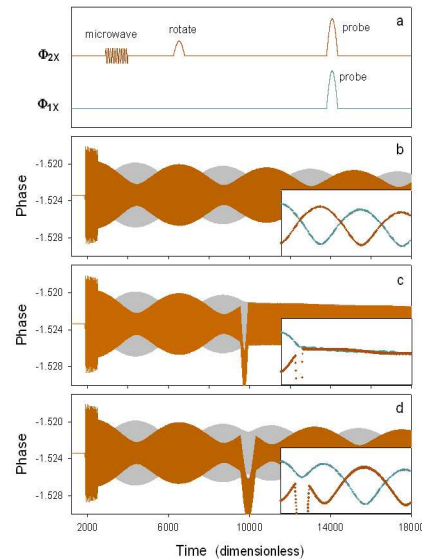 a
microwave
rotate
probe
Φ2X
probe
Φ1X
b
-1.520
-1.524
-1.528
Phase
c
-1.520
-1.524
-1.528
Phase
d
-1.520
-1.524
-1.528
Phase
2000 6000 10000 14000 18000
Time (dimensionless)